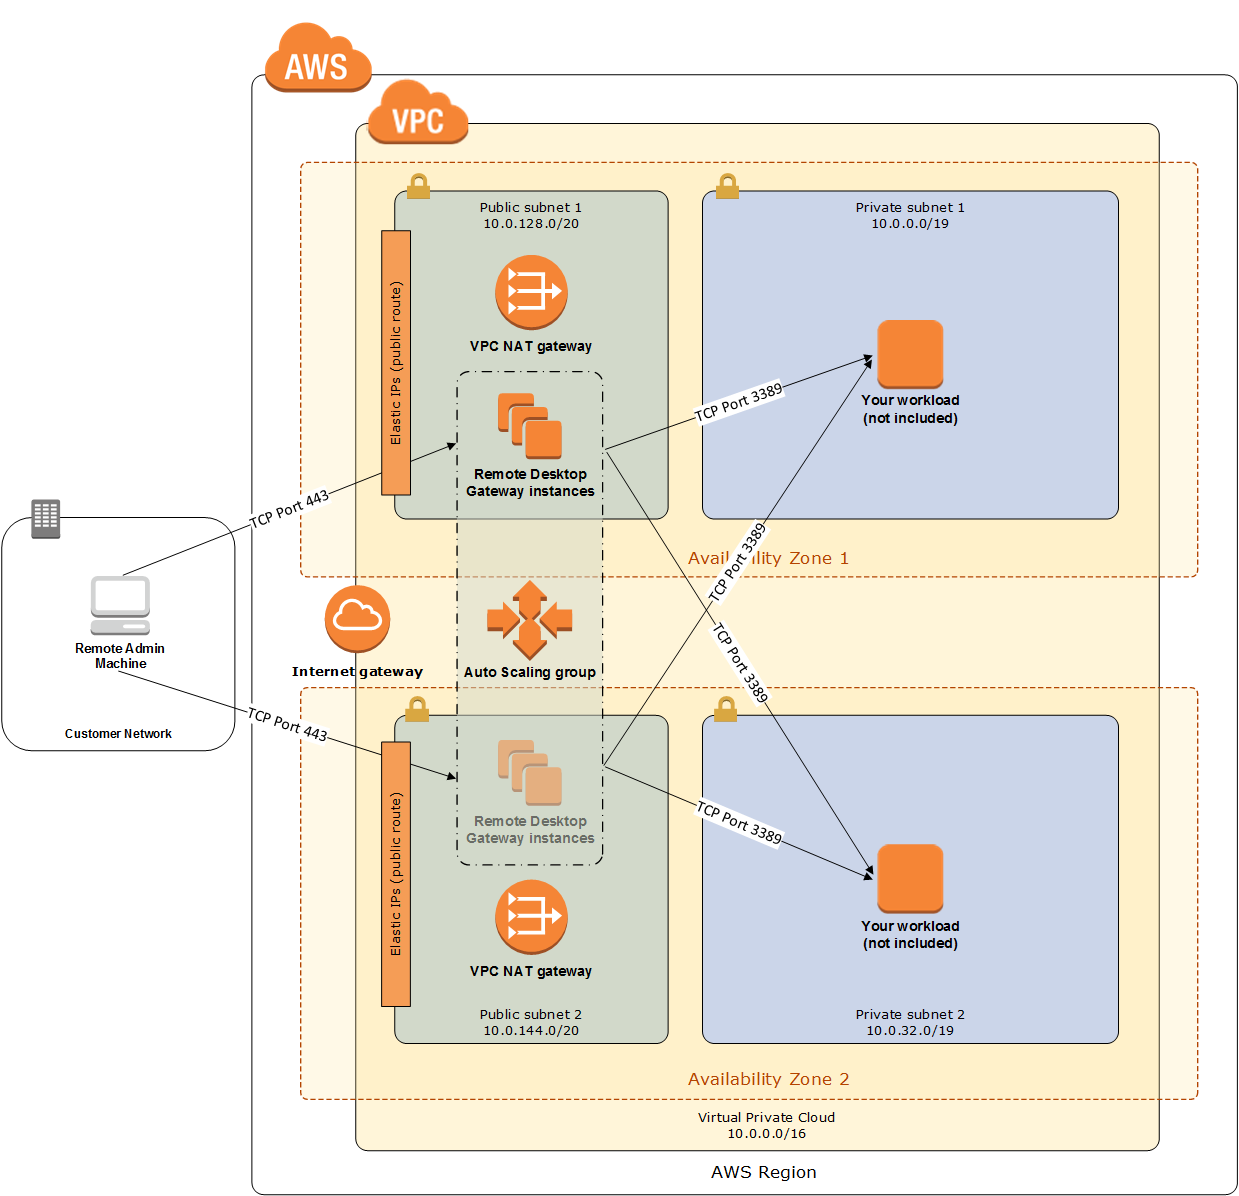 AWS
VPC
Public subnet 1
10.0.128.0/20
Private subnet 1
10.0.0.0/19
Elastic IPs (public route)
VPC NAT gateway
Your workload
(not included)
TCP Port 3389
Remote Desktop
Gateway instances
TCP Port 443
TCP Port 3389
Availability Zone 1
Remote Admin
Machine
Customer Network
Internet gateway
Auto Scaling group
TCP Port 3389
TCP Port 443
Elastic IPs (public route)
Remote Desktop
Gateway instances
TCP Port 3389
Your workload
(not included)
VPC NAT gateway
Public subnet 2
10.0.144.0/20
Private subnet 2
10.0.32.0/19
Availability Zone 2
Virtual Private Cloud
10.0.0.0/16
AWS Region